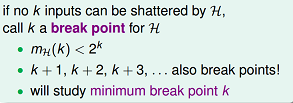 if no k inputs can be shattered by ℋ,
call k a break point for ℋ
• m_ℋ(k) < 2^k
• k + 1, k + 2, k + 3, . . . also break points!
• will study minimum break point k